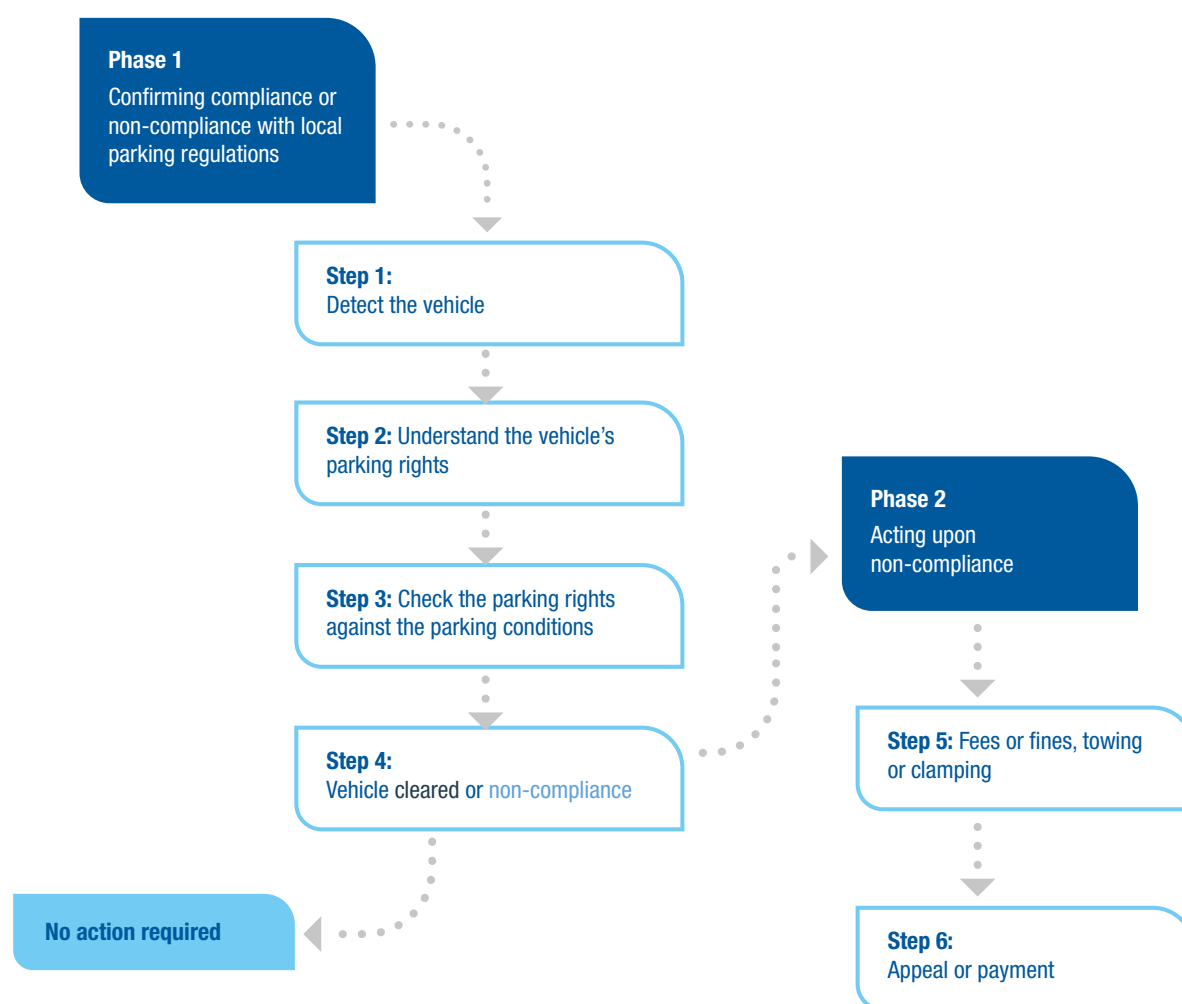 Phase 1
Confirming compliance or
non-compliance with local
parking regulations
Step 1:
Detect the vehicle
Step 2: Understand the vehicle’s
parking rights
Step 3: Check the parking rights
against the parking conditions
Step 4:
Vehicle cleared or non-compliance
No action required
Phase 2
Acting upon
non-compliance
Step 5: Fees or fines, towing
or clamping
Step 6:
Appeal or payment